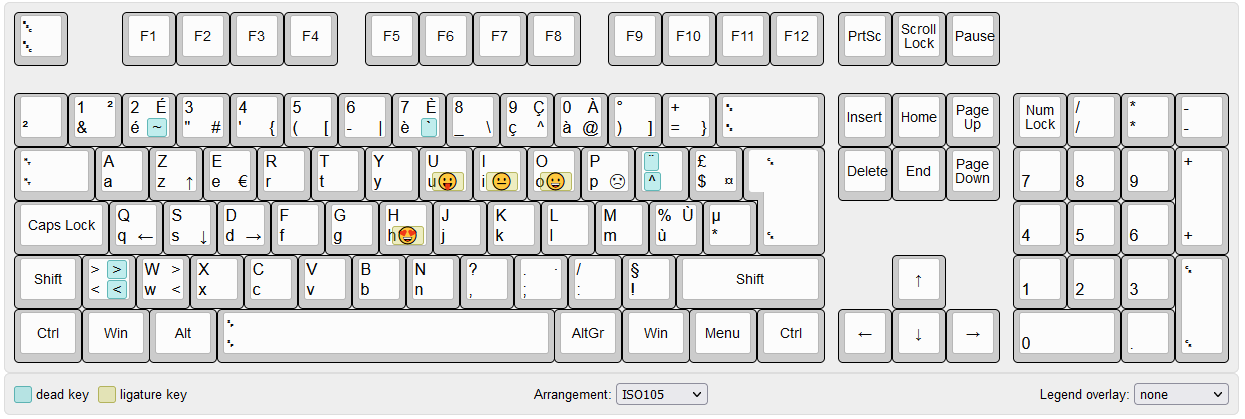 F1 F2 F3 F4 F5 F6 F7 F8 F9 F10 F11 F12 PrtSc Scroll Lock Pause
1 ² 2 É 3 4 5 6 7 È 8 9 Ç 0 À ° + Insert Home Page Up Num Lock / * -
² & é ~ " # ' { ( [ - | è ` _ \ ç ^ à @ ) ] = } / * -
A Z E R T Y U I O P ¨ £ Delete End Page Down 7 8 9 +
a z ↑ e € r t y u 😛 i 😐 o 😀 p ☹ ^ $ ¤
Caps Lock Q S D F G H J K L M % Ù µ 4 5 6 +
q ← s ↓ d → f g h 😍 j k l m ù *
Shift > > W > X C V B N ? . · / § Shift ↑ 1 2 3
< < w < x c v b n , ; : !
Ctrl Win Alt AltGr Win Menu Ctrl ← ↓ → 0 .
dead key ligature key Arrangement: ISO105 Legend overlay: none